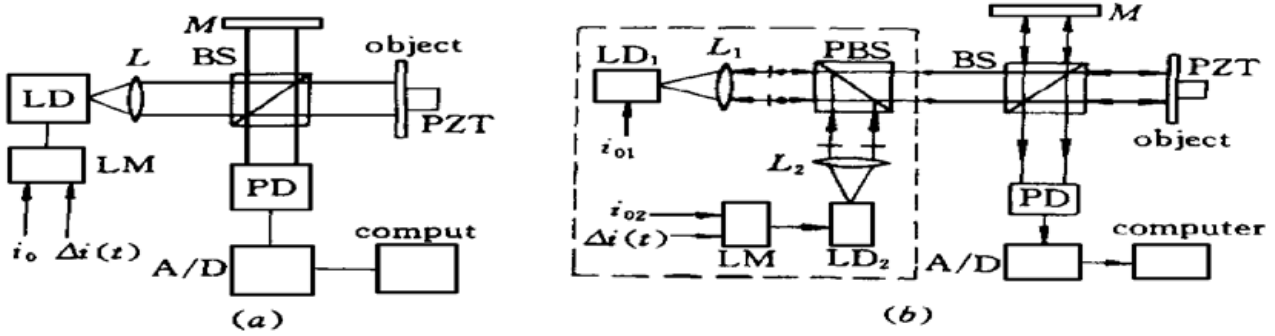 M
BS
object
L
LD
PZT
LM
PD
i₀ Δi(t)
A/D
comput
(a)
LD₁
L₁
PBS
BS
M
PZT
object
i₀₁
L₂
i₀₂
Δi(t)
LM
LD₂
PD
A/D
computer
(b)